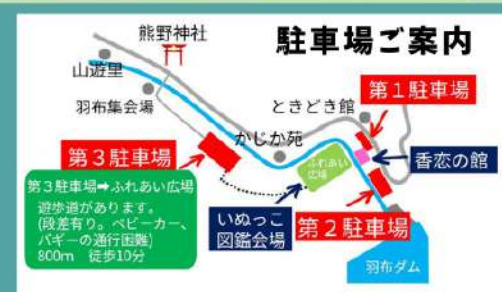 駐車場ご案内
熊野神社
山遊里
羽布集会場
ときどき館
第１駐車場
かじか苑
第３駐車場
ふれあい
広場
香恋の館
第３駐車場➡ふれあい広場
遊歩道があります。
(段差有り。ベビーカー、
バギーの通行困難)
800m　徒歩10分
いぬっこ
図鑑会場
第２駐車場
羽布ダム